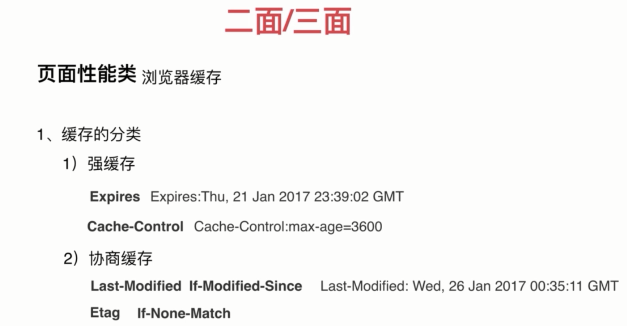 二面/三面
页面性能类 浏览器缓存
1、缓存的分类
1）强缓存
Expires Expires:Thu, 21 Jan 2017 23:39:02 GMT
Cache-Control Cache-Control:max-age=3600
2）协商缓存
Last-Modified If-Modified-Since Last-Modified: Wed, 26 Jan 2017 00:35:11 GMT
Etag If-None-Match